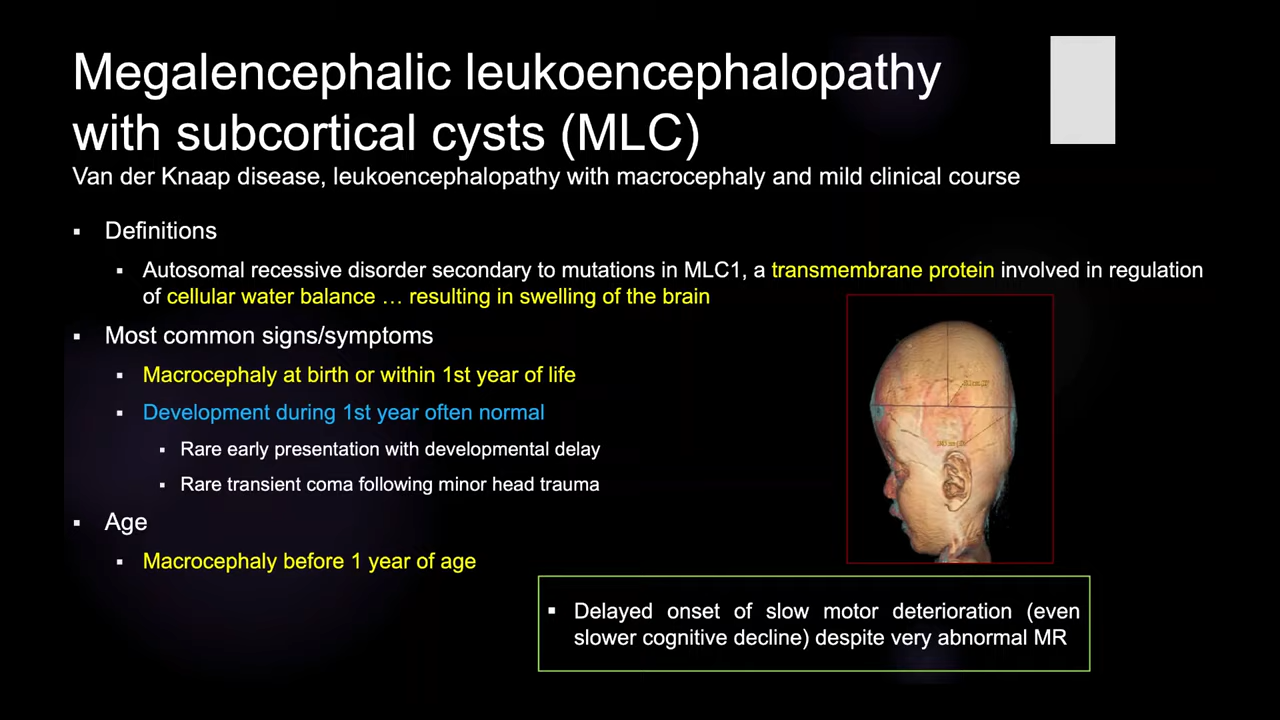 Megalencephalic leukoencephalopathy
with subcortical cysts (MLC)
Van der Knaap disease, leukoencephalopathy with macrocephaly and mild clinical course
▪ Definitions
▪ Autosomal recessive disorder secondary to mutations in MLC1, a transmembrane protein involved in regulation
of cellular water balance … resulting in swelling of the brain
▪ Most common signs/symptoms
▪ Macrocephaly at birth or within 1st year of life
▪ Development during 1st year often normal
▪ Rare early presentation with developmental delay
▪ Rare transient coma following minor head trauma
▪ Age
▪ Macrocephaly before 1 year of age
▪ Delayed onset of slow motor deterioration (even
slower cognitive decline) despite very abnormal MR